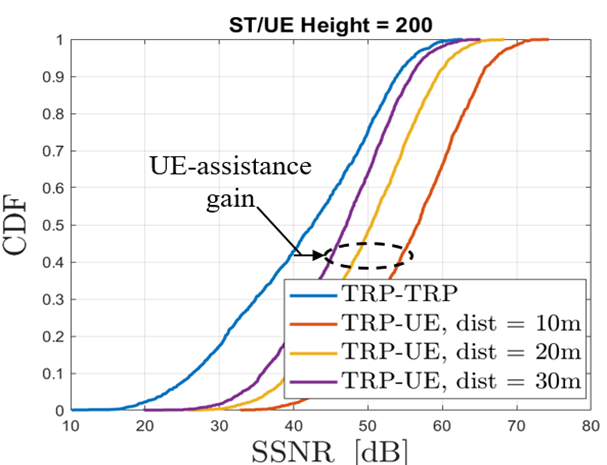 ST/UE Height = 200
1
0.9
0.8
0.7
0.6
0.5
0.4
0.3
0.2
0.1
0
CDF
UE-assistance
gain
TRP-TRP
TRP-UE, dist = 10m
TRP-UE, dist = 20m
TRP-UE, dist = 30m
10 20 30 40 50 60 70 80
SSNR [dB]